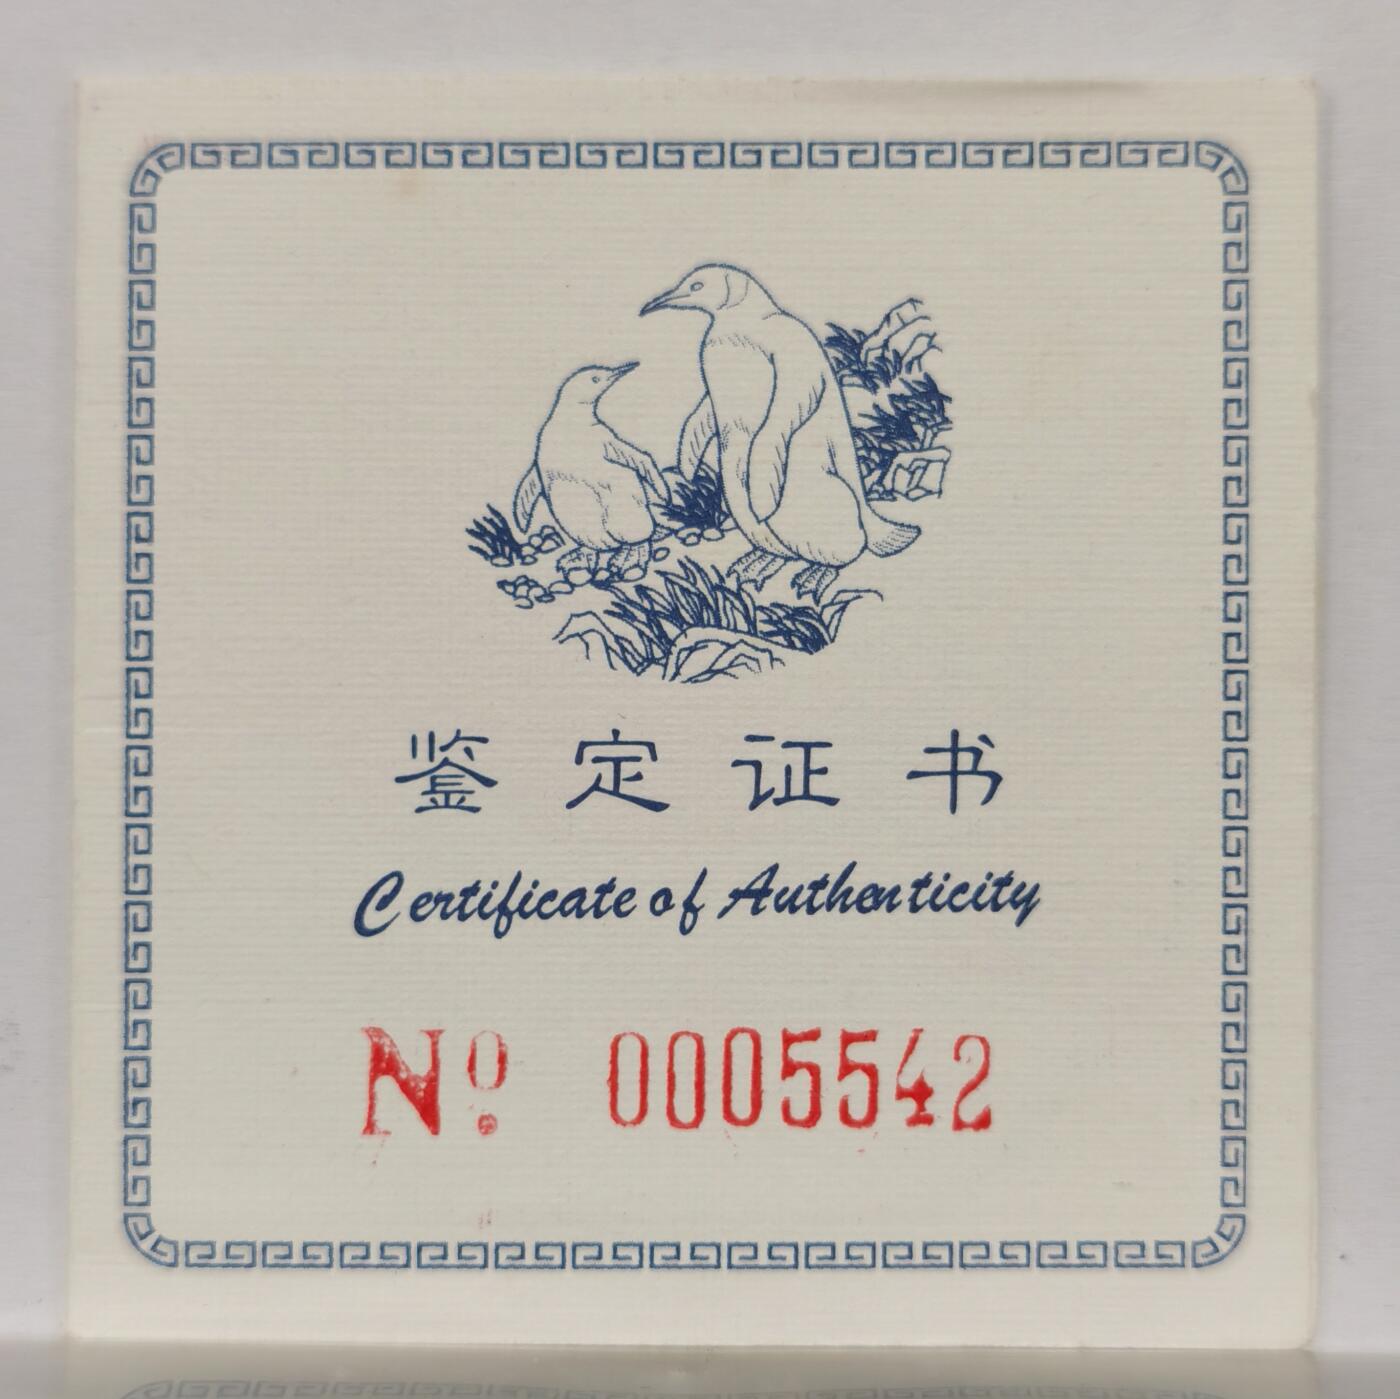 鉴定证书
Certificate of Authenticity
Nº 0005542